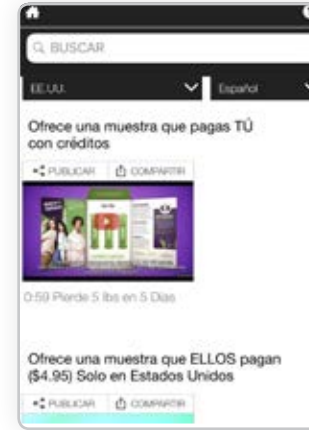 BUSCAR
EE.UU. Español
Ofrece una muestra que pagas TÚ
con créditos
PUBLICAR COMPARTIR
0:59 Pierde 5 lbs en 5 Dias
Ofrece una muestra que ELLOS pagan
($4.95) Solo en Estados Unidos
PUBLICAR COMPARTIR